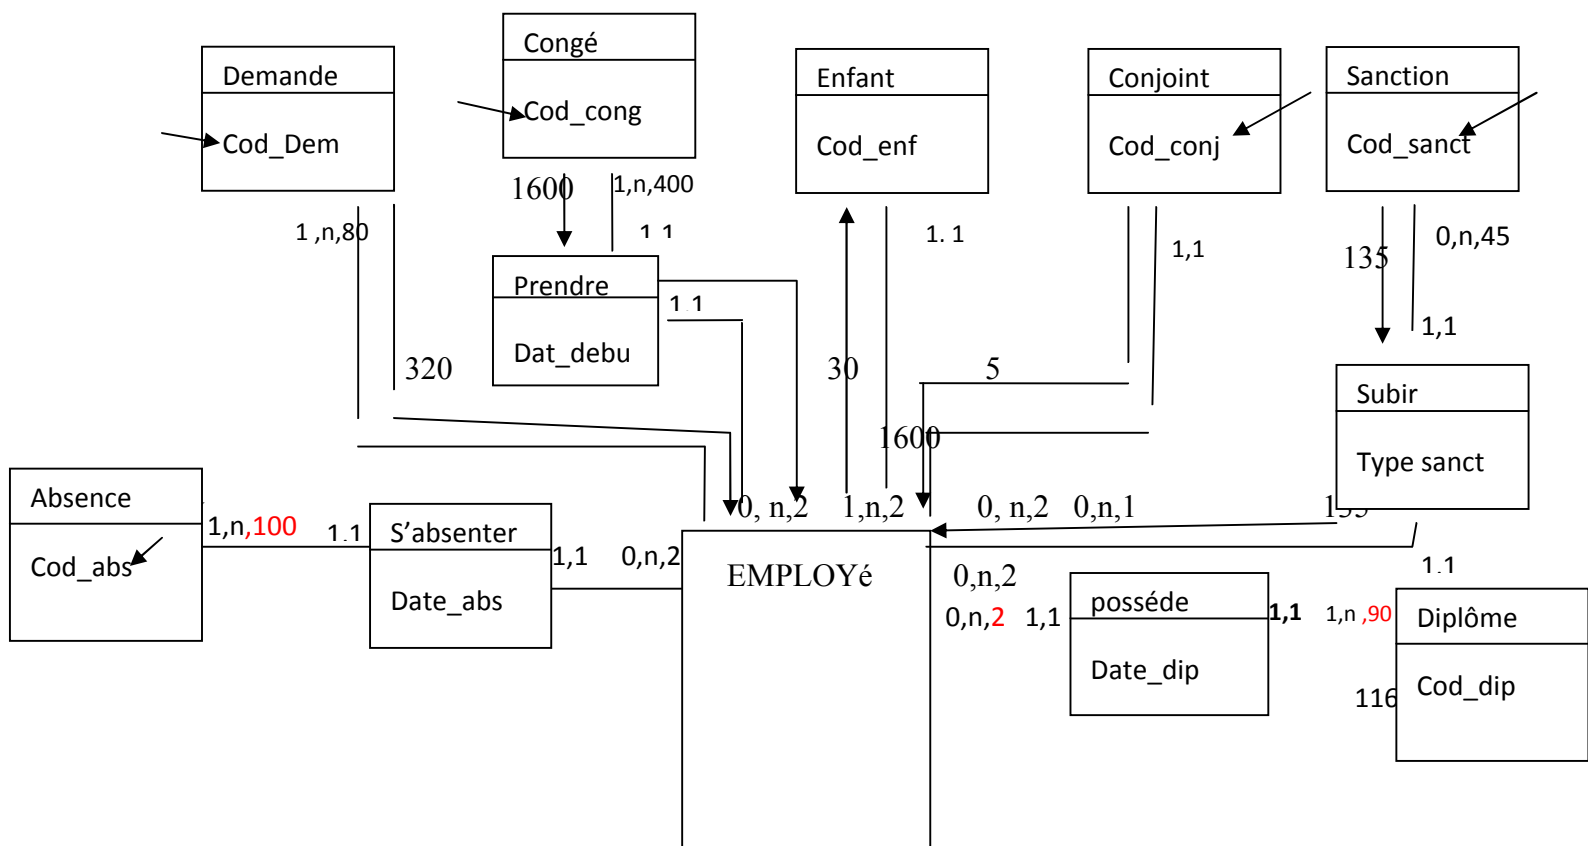 Congé
Demande
Enfant
Conjoint
Sanction
Cod_cong
Cod_Dem
Cod_enf
Cod_conj
Cod_sanct
1600
1,n,400
1 ,n,80
1.1
1. 1
1,1
135
0,n,45
Prendre
1.1
1,1
Dat_debu
320
30
5
Subir
1600
Type sanct
Absence
0, n,2
1,n,2
0, n,2
0,n,1
135
1,n,100
1.1
S'absenter
Cod_abs
1,1
0,n,2
EMPLOYé
0,n,2
1.1
Date_abs
0,n,2
1,1
posséde
1,1
1,n ,90
Diplôme
Date_dip
116
Cod_dip